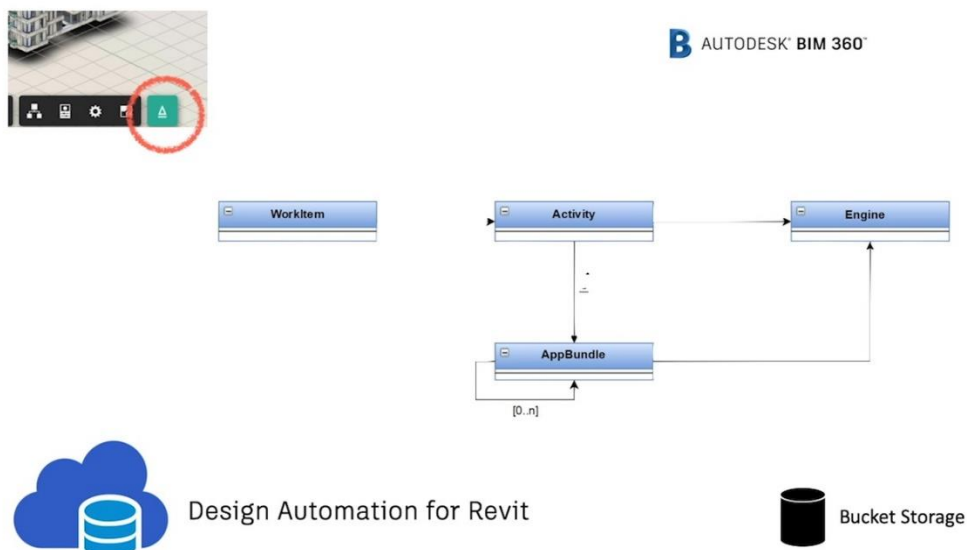 AUTODESK® BIM 360™
WorkItem
Activity
Engine
AppBundle
[0..n]
Design Automation for Revit
Bucket Storage